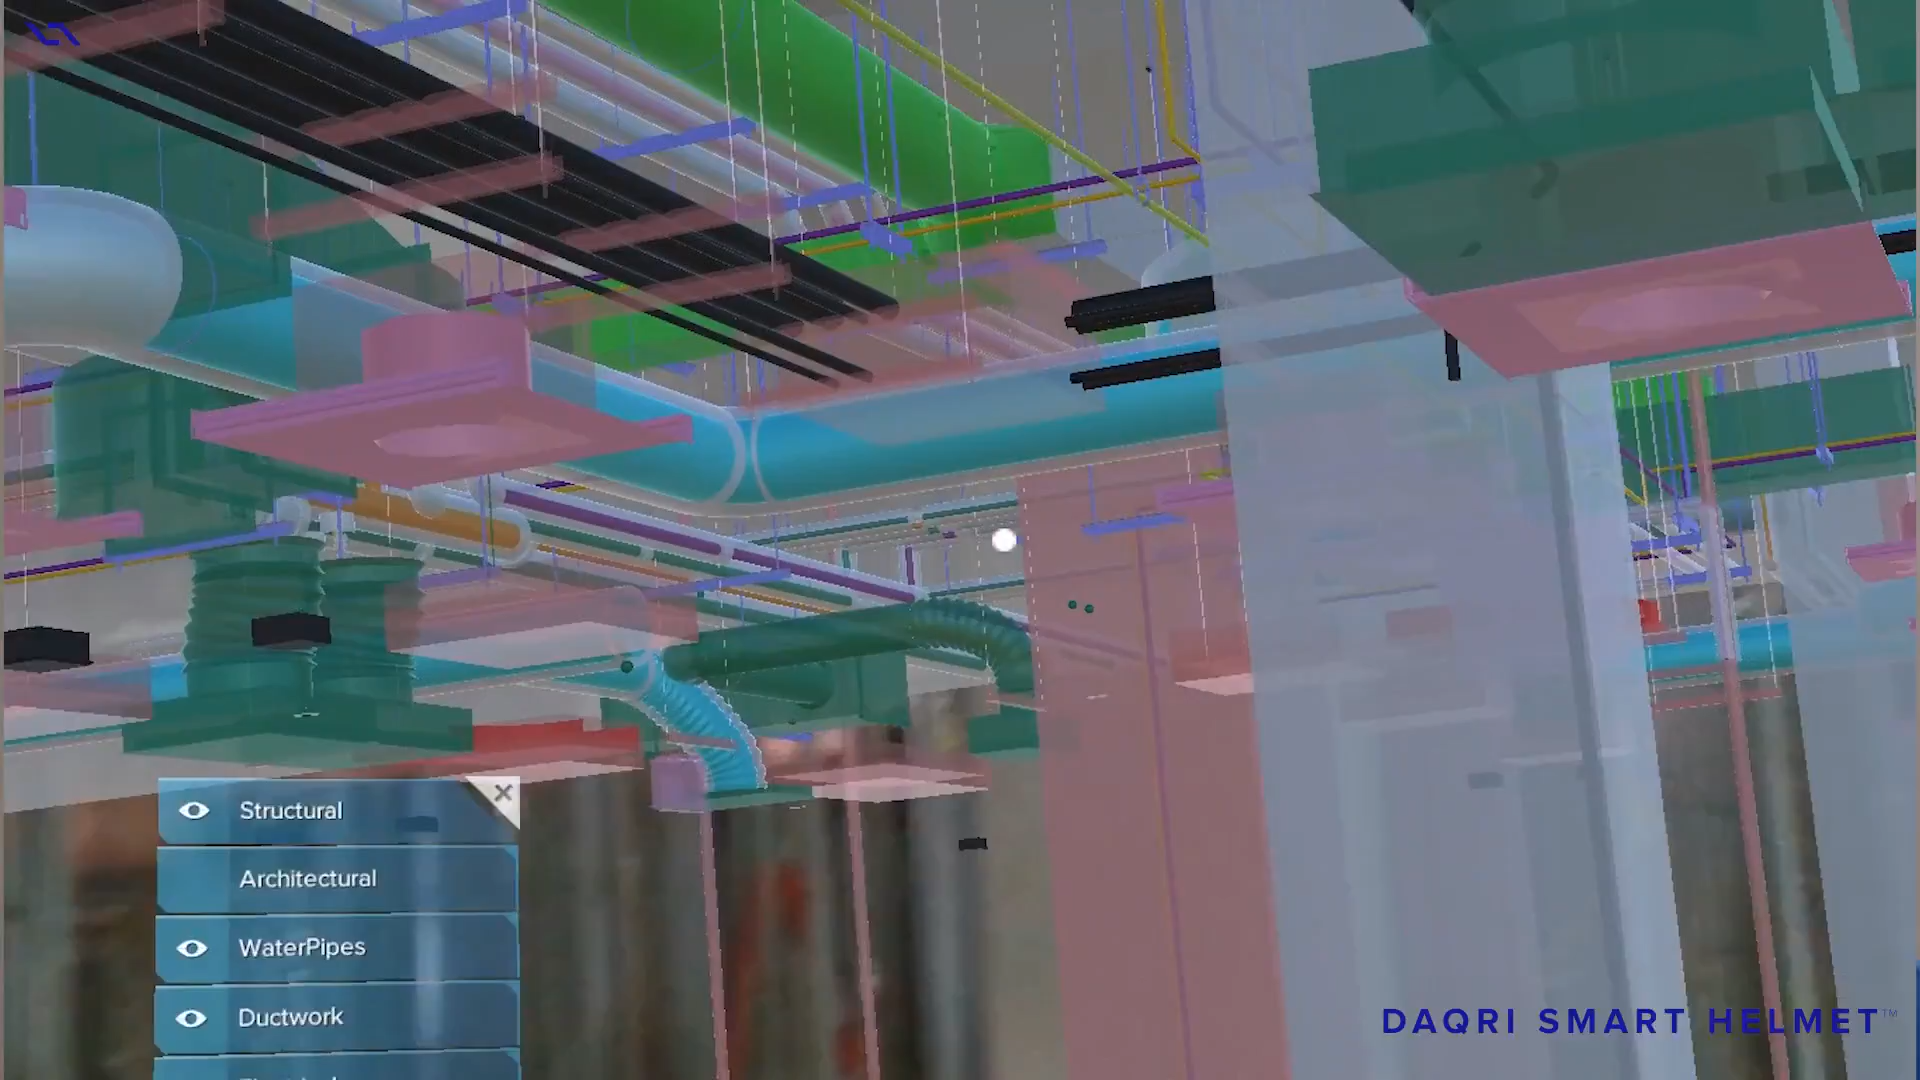 Structural
Architectural
WaterPipes
Ductwork
DAQRI SMART HELMET™